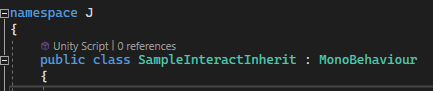 namespace J
{
Unity Script | 0 references
public class SampleInteractInherit : MonoBehaviour
{